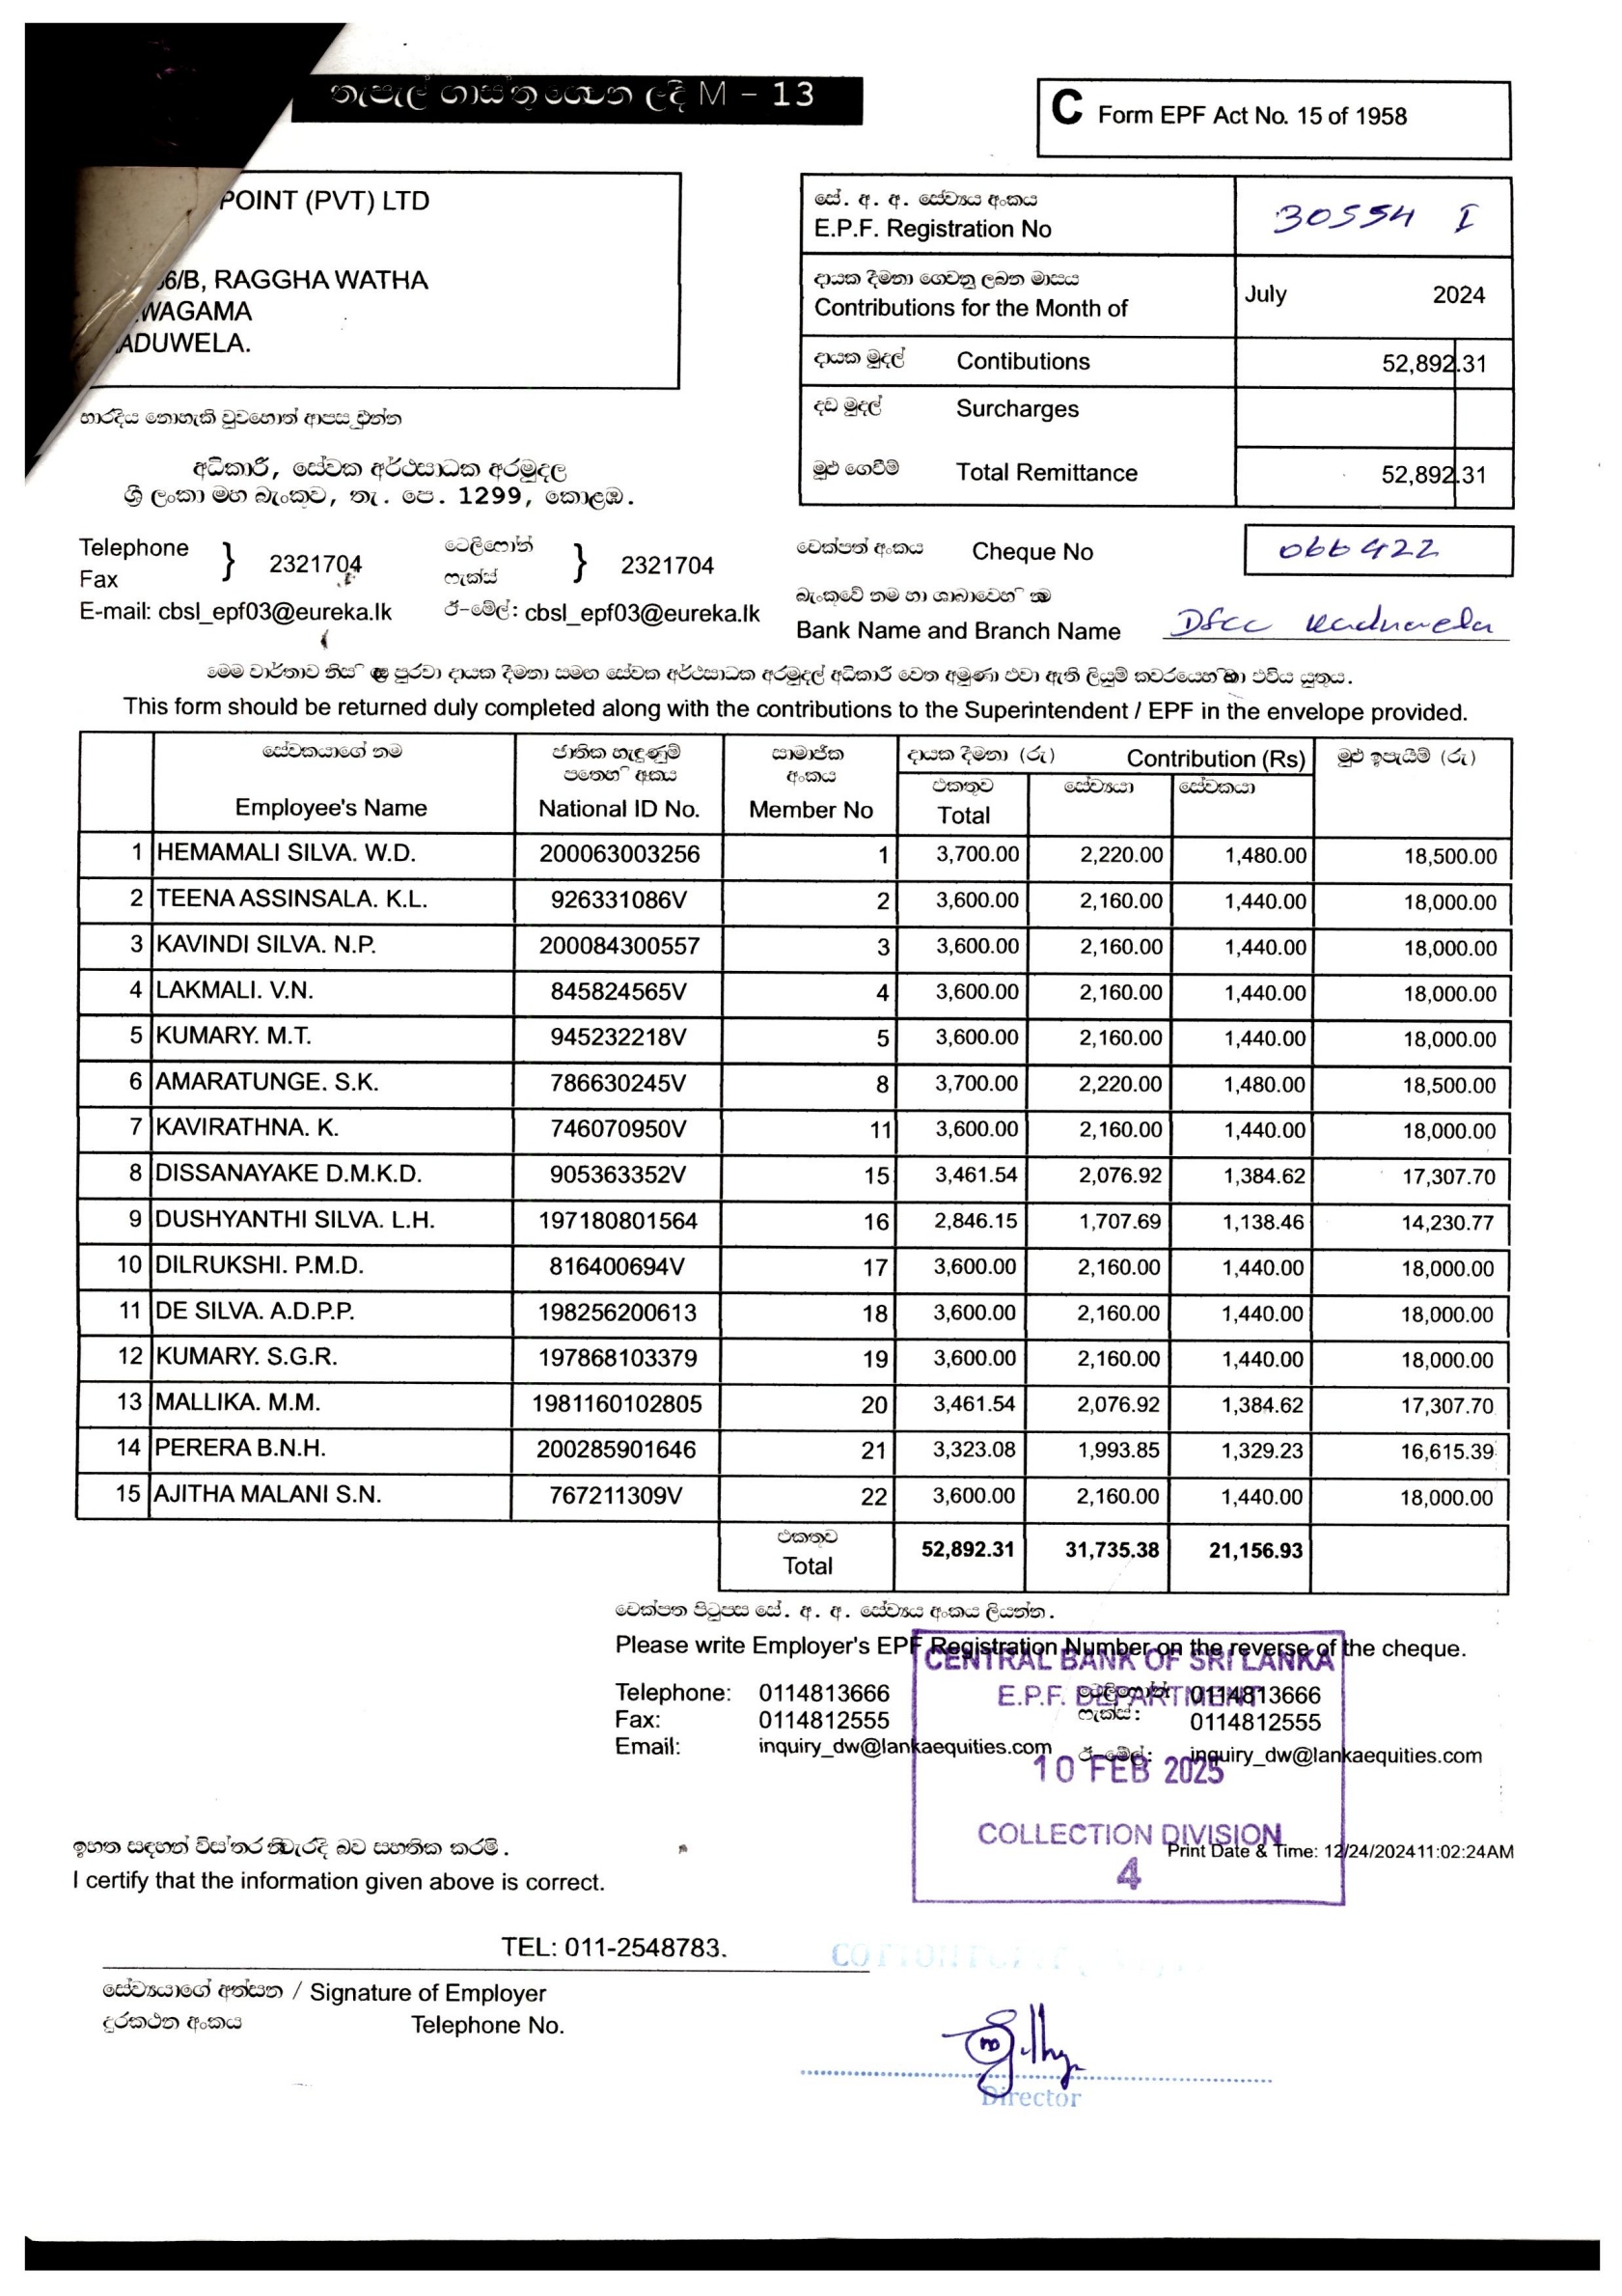 තැපැල් ගාස්තු ගෙවන ලදි M - 13
C Form EPF Act No. 15 of 1958
POINT (PVT) LTD
6/B, RAGGHA WATHA
WAGAMA
ADUWELA.
සේ. අ. අ. සේව්‍යය අංකය
E.P.F. Registration No 30554 I
දායක දීමනා ගෙවනු ලබන මාසය
Contributions for the Month of July 2024
දායක මුදල් Contibutions 52,892.31
දඩ මුදල් Surcharges
මුළු ගෙවීම් Total Remittance 52,892.31
භාරදිය නොහැකි වුවහොත් ආපසු එන්න
අධිකාරී, සේවක අර්ථසාධක අරමුදල
ශ්‍රී ලංකා මහ බැංකුව, තැ. පෙ. 1299, කොළඹ.
Telephone } 2321704 ටෙලිෆෝන් } 2321704
Fax ෆැක්ස්
E-mail: cbsl_epf03@eureka.lk ඊ-මේල්: cbsl_epf03@eureka.lk
චෙක්පත් අංකය Cheque No 066422
බැංකුවේ නම හා ශාඛාවෙහි නම
Bank Name and Branch Name Dfcc Kaduwela
මෙම වාර්තාව නිසි පුරවා දායක දීමනා සමඟ සේවක අර්ථසාධක අරමුදල් අධිකාරී වෙත අමුණා එවා ඇති ලියුම් කවරයෙහි එවිය යුතුය.
This form should be returned duly completed along with the contributions to the Superintendent / EPF in the envelope provided.
සේවකයාගේ නම ජාතික හැඳුණුම් සාමාජික දායක දීමනා (රු) Contribution (Rs) මුළු ඉපැයීම් (රු)
පතෙහි අංකය අංකය එකතුව සේව්‍යයා සේවකයා
Employee's Name National ID No. Member No Total
1 HEMAMALI SILVA. W.D. 200063003256 1 3,700.00 2,220.00 1,480.00 18,500.00
2 TEENA ASSINSALA. K.L. 926331086V 2 3,600.00 2,160.00 1,440.00 18,000.00
3 KAVINDI SILVA. N.P. 200084300557 3 3,600.00 2,160.00 1,440.00 18,000.00
4 LAKMALI. V.N. 845824565V 4 3,600.00 2,160.00 1,440.00 18,000.00
5 KUMARY. M.T. 945232218V 5 3,600.00 2,160.00 1,440.00 18,000.00
6 AMARATUNGE. S.K. 786630245V 8 3,700.00 2,220.00 1,480.00 18,500.00
7 KAVIRATHNA. K. 746070950V 11 3,600.00 2,160.00 1,440.00 18,000.00
8 DISSANAYAKE D.M.K.D. 905363352V 15 3,461.54 2,076.92 1,384.62 17,307.70
9 DUSHYANTHI SILVA. L.H. 197180801564 16 2,846.15 1,707.69 1,138.46 14,230.77
10 DILRUKSHI. P.M.D. 816400694V 17 3,600.00 2,160.00 1,440.00 18,000.00
11 DE SILVA. A.D.P.P. 198256200613 18 3,600.00 2,160.00 1,440.00 18,000.00
12 KUMARY. S.G.R. 197868103379 19 3,600.00 2,160.00 1,440.00 18,000.00
13 MALLIKA. M.M. 1981160102805 20 3,461.54 2,076.92 1,384.62 17,307.70
14 PERERA B.N.H. 200285901646 21 3,323.08 1,993.85 1,329.23 16,615.39
15 AJITHA MALANI S.N. 767211309V 22 3,600.00 2,160.00 1,440.00 18,000.00
එකතුව
Total 52,892.31 31,735.38 21,156.93
චෙක්පත පිටුපස සේ. අ. අ. සේව්‍යය අංකය ලියන්න.
Please write Employer's EPF Registration Number on the reverse of the cheque.
CENTRAL BANK OF SRI LANKA
E.P.F. DEPARTMENT
10 FEB 2025
COLLECTION DIVISION
4
Telephone: 0114813666 ටෙලිෆෝන්: 0114813666
Fax: 0114812555 ෆැක්ස්: 0114812555
Email: inquiry_dw@lankaequities.com ඊ-මේල්: inquiry_dw@lankaequities.com
Print Date & Time: 12/24/202411:02:24AM
ඉහත සඳහන් විස්තර නිවැරදි බව සහතික කරමි.
I certify that the information given above is correct.
TEL: 011-2548783.
සේව්‍යයාගේ අත්සන / Signature of Employer
දුරකථන අංකය Telephone No.
Director